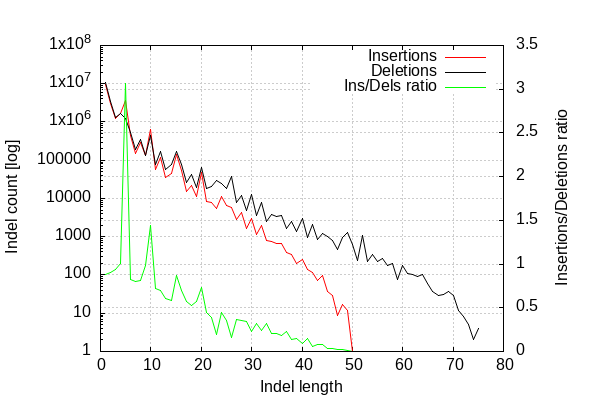 Indel count [log]
1x10^8
1x10^7
1x10^6
100000
10000
1000
100
10
1
Insertions
Deletions
Ins/Dels ratio
3.5
3
2.5
2
1.5
1
0.5
0
Insertions/Deletions ratio
0 10 20 30 40 50 60 70 80
Indel length